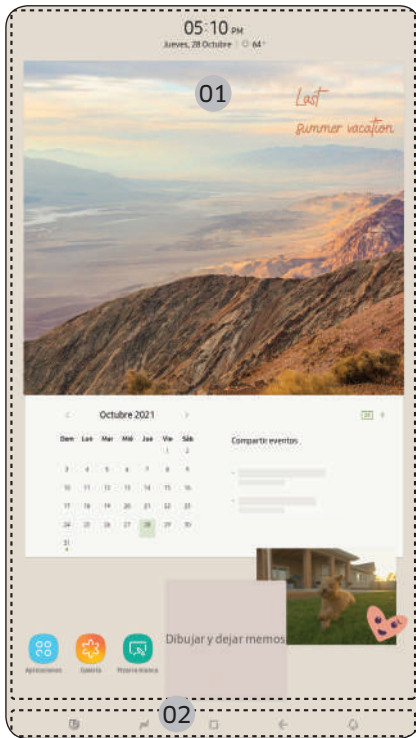 05:10 PM
Jueves, 28 Octubre 64°
01
Last
summer vacation
Octubre 2021
Dom Lun Mar Mié Jue Vie Sáb
1 2
3 4 5 6 7 8 9
10 11 12 13 14 15 16
17 18 19 20 21 22 23
24 25 26 27 28 29 30
31
Compartir eventos
Dibujar y dejar memos
Aplicaciones Galería Pizarra blanca
02